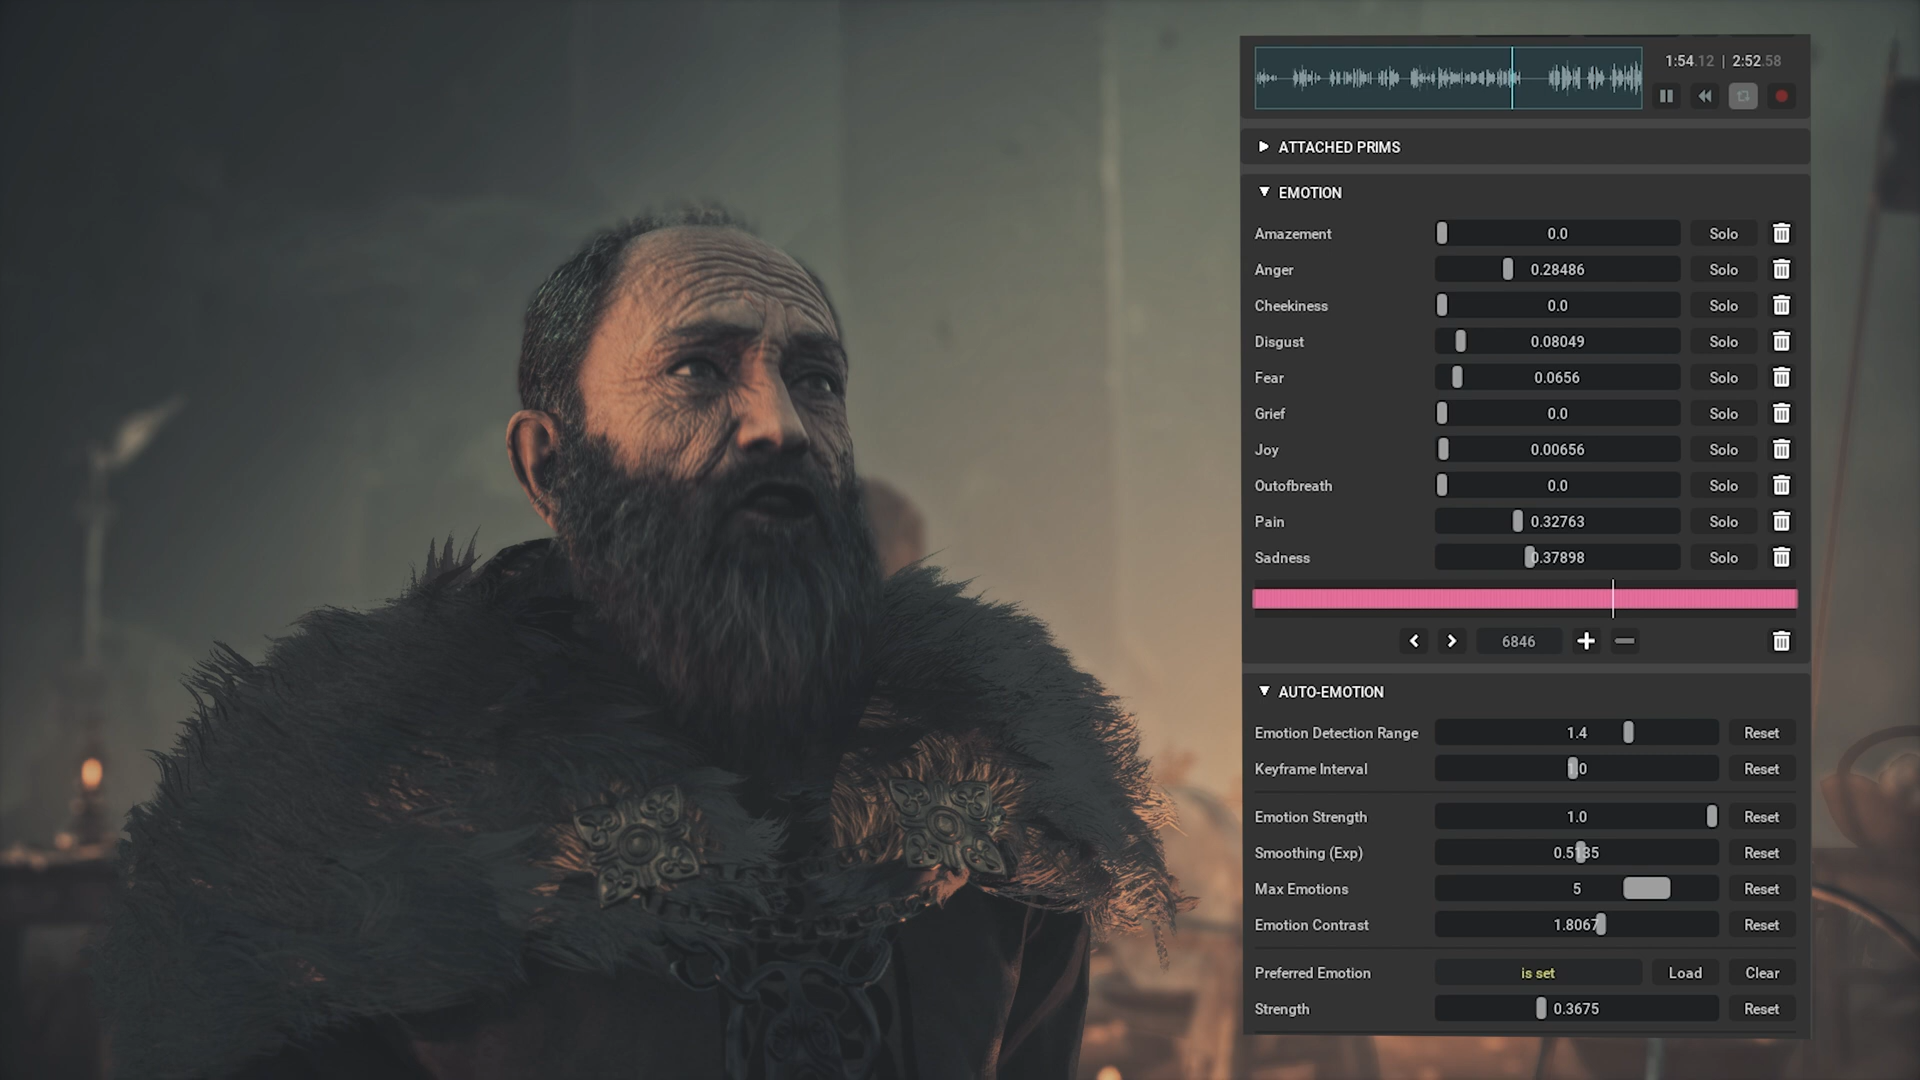 1:54.12 | 2:52.58
ATTACHED PRIMS
EMOTION
Amazement 0.0 Solo
Anger 0.28486 Solo
Cheekiness 0.0 Solo
Disgust 0.08049 Solo
Fear 0.0656 Solo
Grief 0.0 Solo
Joy 0.00656 Solo
Outofbreath 0.0 Solo
Pain 0.32763 Solo
Sadness 0.37898 Solo
6846
AUTO-EMOTION
Emotion Detection Range 1.4 Reset
Keyframe Interval 1.0 Reset
Emotion Strength 1.0 Reset
Smoothing (Exp) Reset
Max Emotions 5 Reset
Emotion Contrast 1.8067 Reset
Preferred Emotion is set Load Clear
Strength 0.3675 Reset